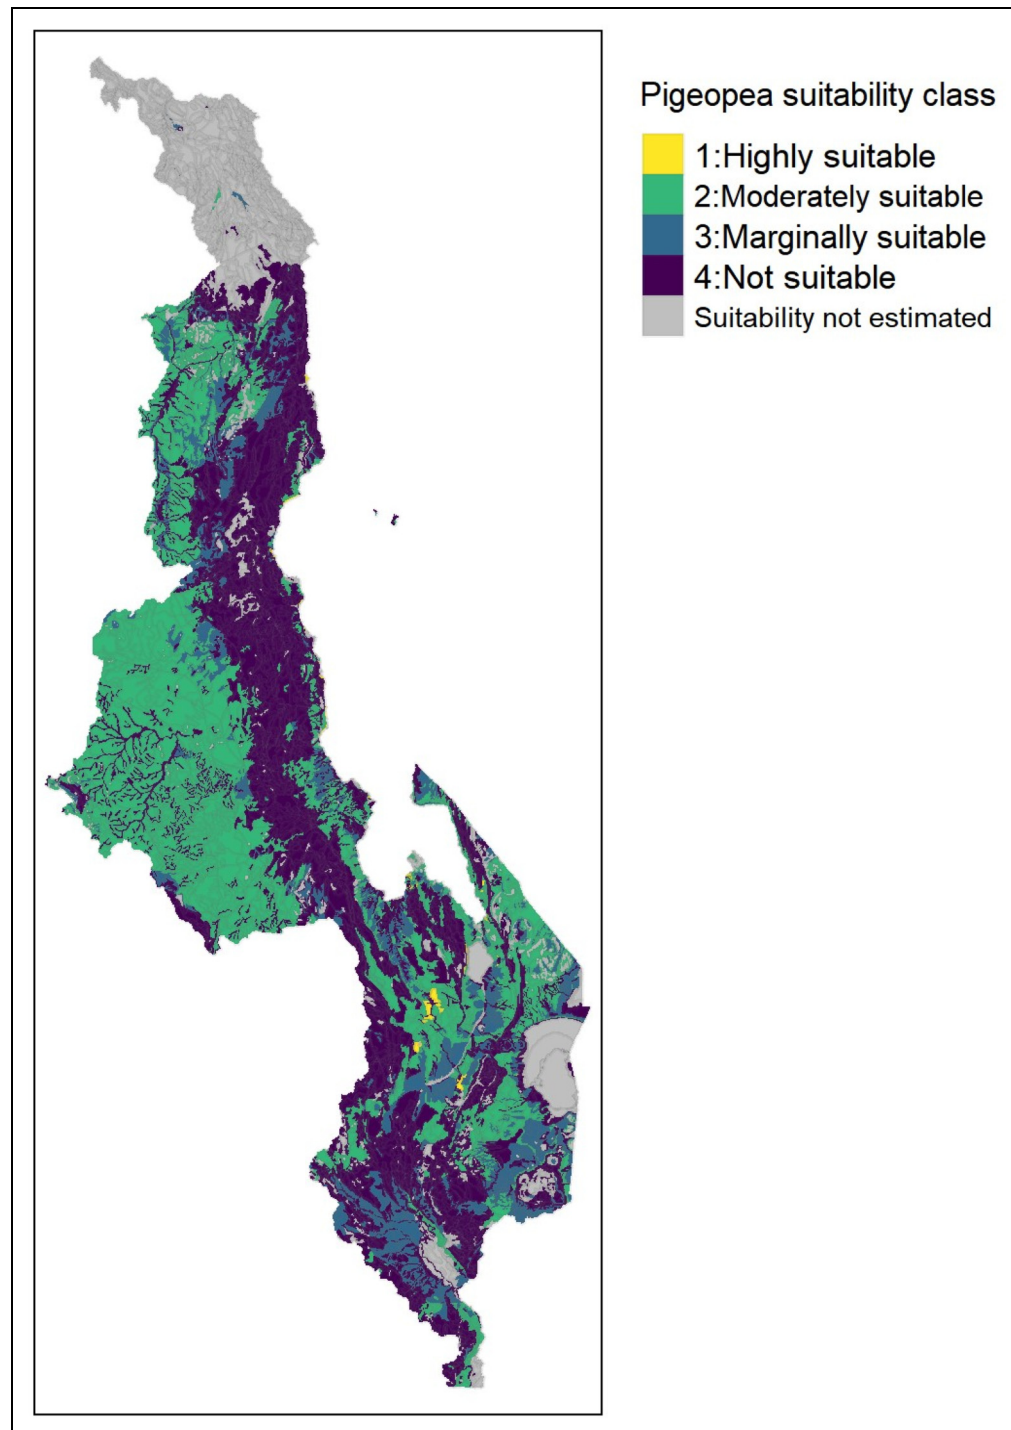 Pigeopea suitability class
1:Highly suitable
2:Moderately suitable
3:Marginally suitable
4:Not suitable
Suitability not estimated